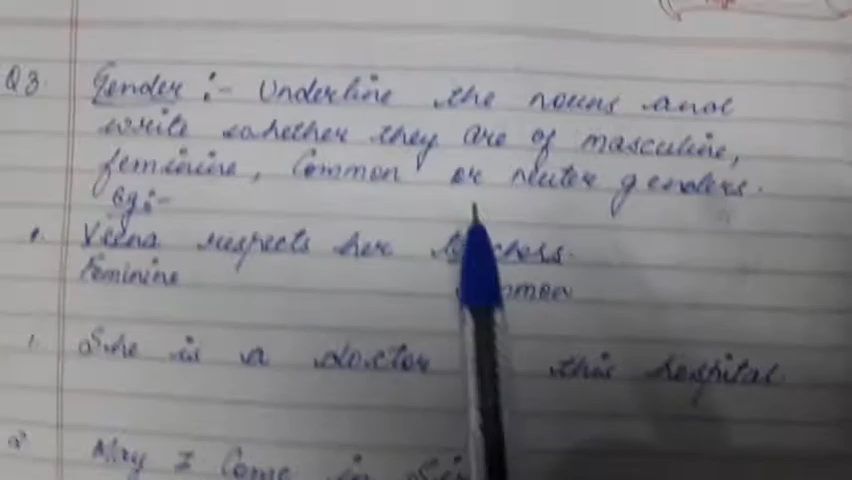 Q3. Gender :- Underline the nouns and
write whether they are of masculine,
feminine, Common or neuter genders.
Eg:-
Veena respects her
Feminine
1. She is a doctor this hospital
2 May I Come in Sir